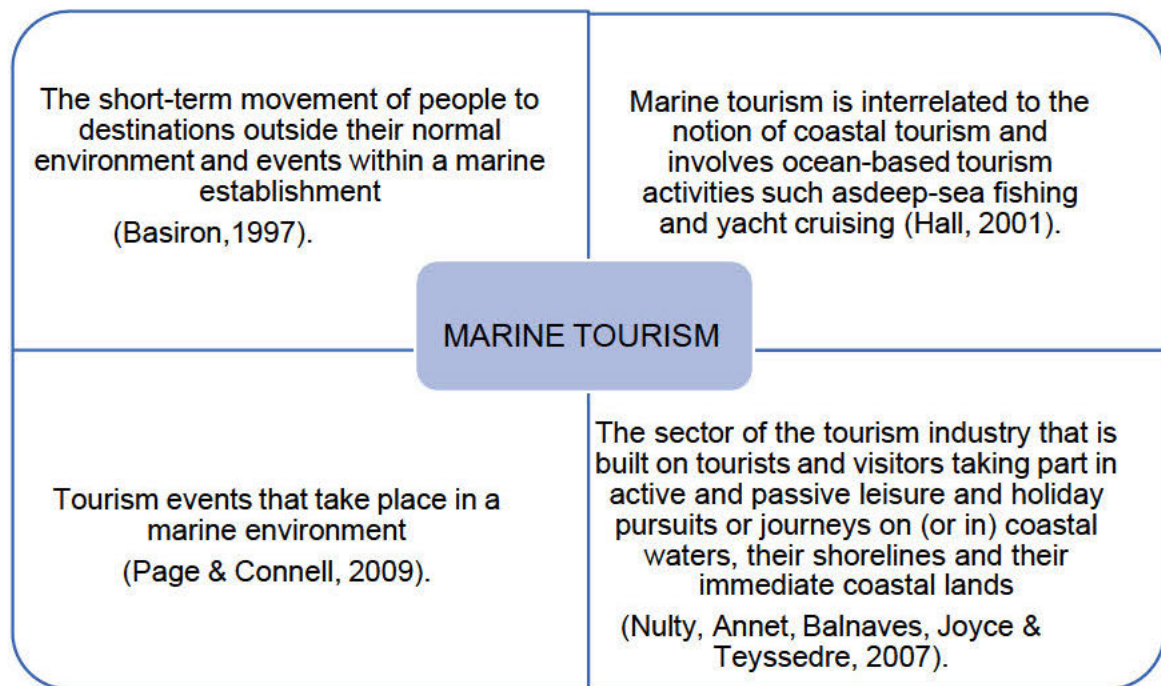 The short-term movement of people to
destinations outside their normal
environment and events within a marine
establishment
(Basiron,1997).
Marine tourism is interrelated to the
notion of coastal tourism and
involves ocean-based tourism
activities such asdeep-sea fishing
and yacht cruising (Hall, 2001).
MARINE TOURISM
Tourism events that take place in a
marine environment
(Page & Connell, 2009).
The sector of the tourism industry that is
built on tourists and visitors taking part in
active and passive leisure and holiday
pursuits or journeys on (or in) coastal
waters, their shorelines and their
immediate coastal lands
(Nulty, Annet, Balnaves, Joyce &
Teyssedre, 2007).